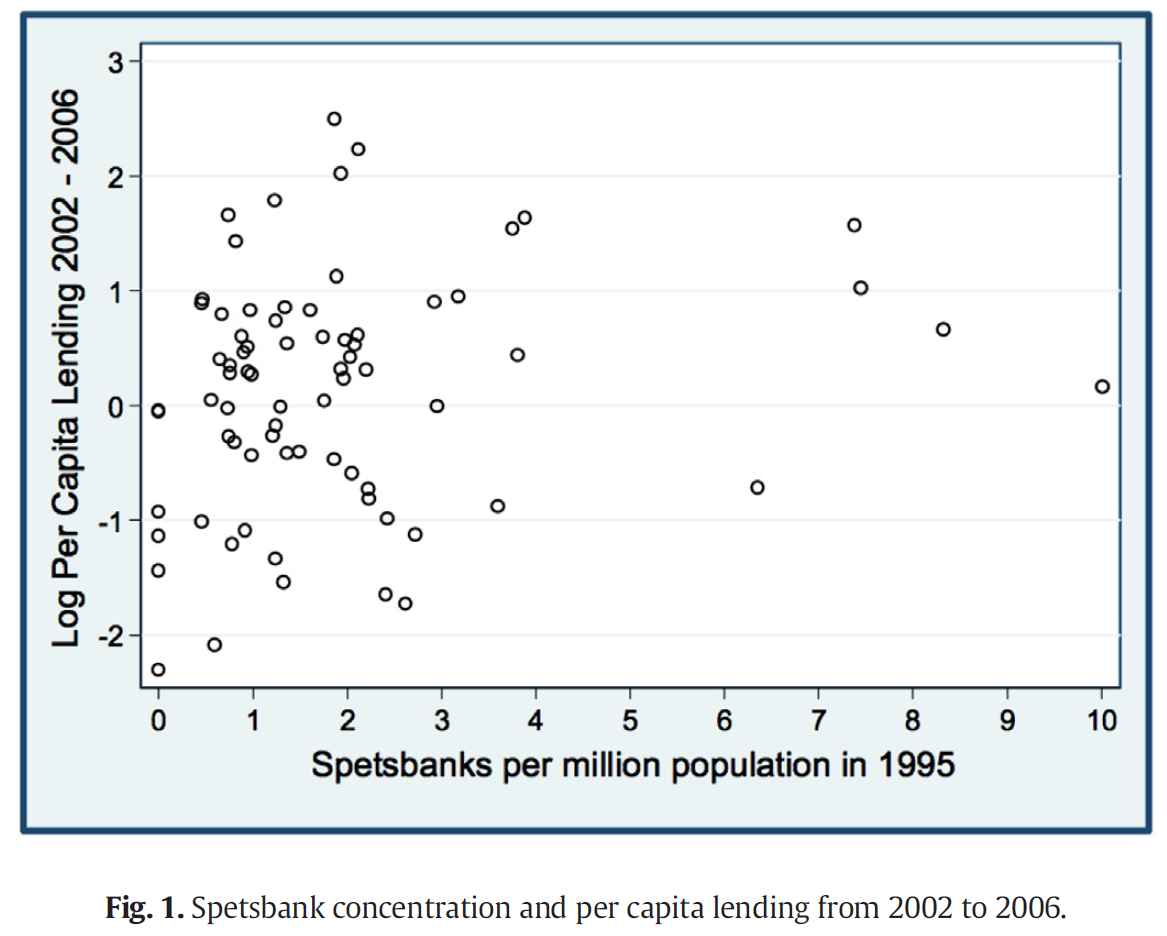 3
2
1
0
-1
-2
Log Per Capita Lending 2002 - 2006
0 1 2 3 4 5 6 7 8 9 10
Spetsbanks per million population in 1995
Fig. 1. Spetsbank concentration and per capita lending from 2002 to 2006.